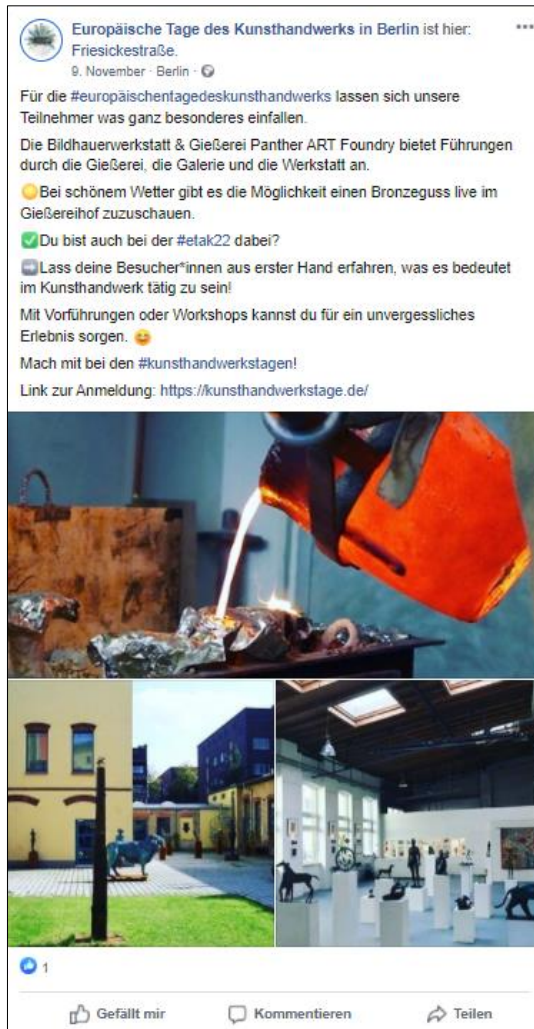 Europäische Tage des Kunsthandwerks in Berlin ist hier:
Friesickestraße.
9. November · Berlin ·
Für die #europäischentagedeskunsthandwerks lassen sich unsere
Teilnehmer was ganz besonderes einfallen.
Die Bildhauerwerkstatt & Gießerei Panther ART Foundry bietet Führungen
durch die Gießerei, die Galerie und die Werkstatt an.
🟡Bei schönem Wetter gibt es die Möglichkeit einen Bronzeguss live im
Gießereihof zuzuschauen.
✅Du bist auch bei der #etak22 dabei?
➡️Lass deine Besucher*innen aus erster Hand erfahren, was es bedeutet
im Kunsthandwerk tätig zu sein!
Mit Vorführungen oder Workshops kannst du für ein unvergessliches
Erlebnis sorgen. 😊
Mach mit bei den #kunsthandwerkstagen!
Link zur Anmeldung: https://kunsthandwerkstage.de/
1
Gefällt mir
Kommentieren
Teilen